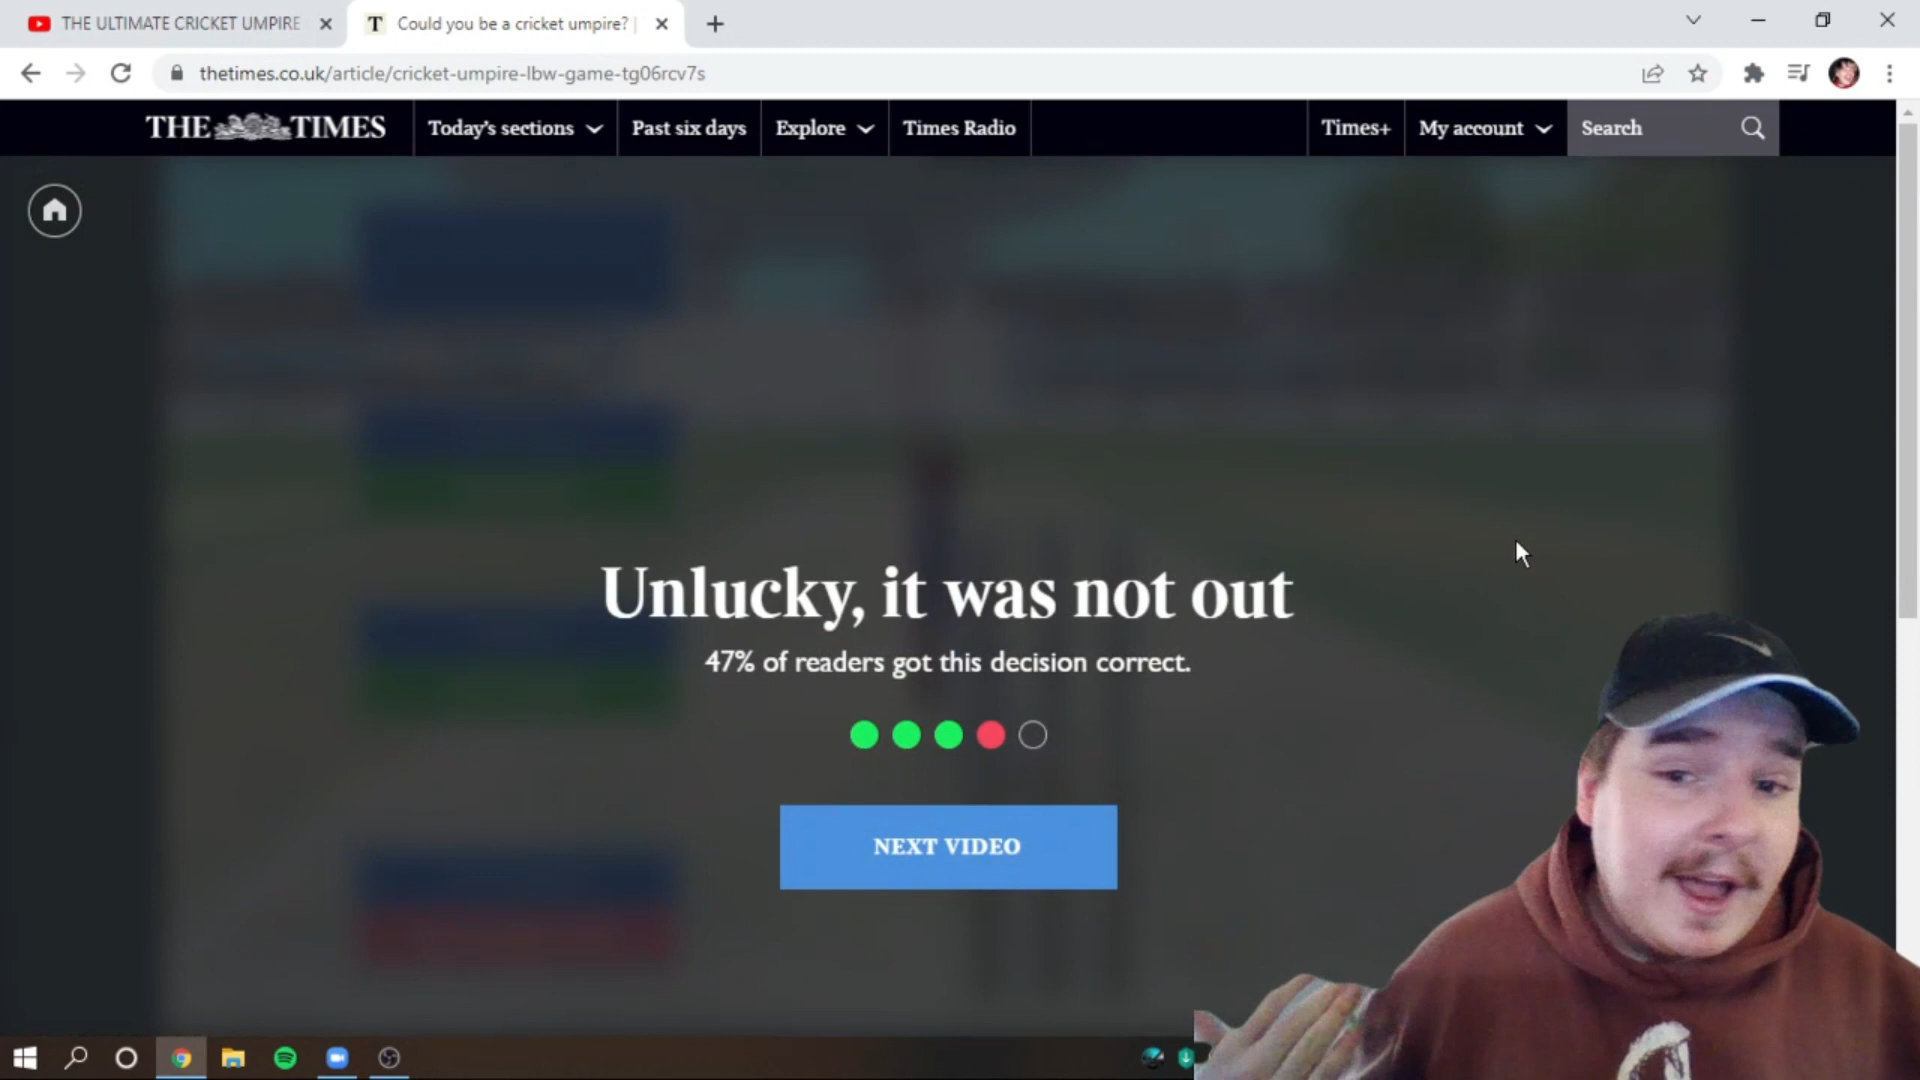 THE ULTIMATE CRICKET UMPIRE
T Could you be a cricket umpire? |
thetimes.co.uk/article/cricket-umpire-lbw-game-tg06rcv7s
THE TIMES
Today's sections
Past six days
Explore
Times Radio
Times+
My account
Search
Unlucky, it was not out
47% of readers got this decision correct.
NEXT VIDEO